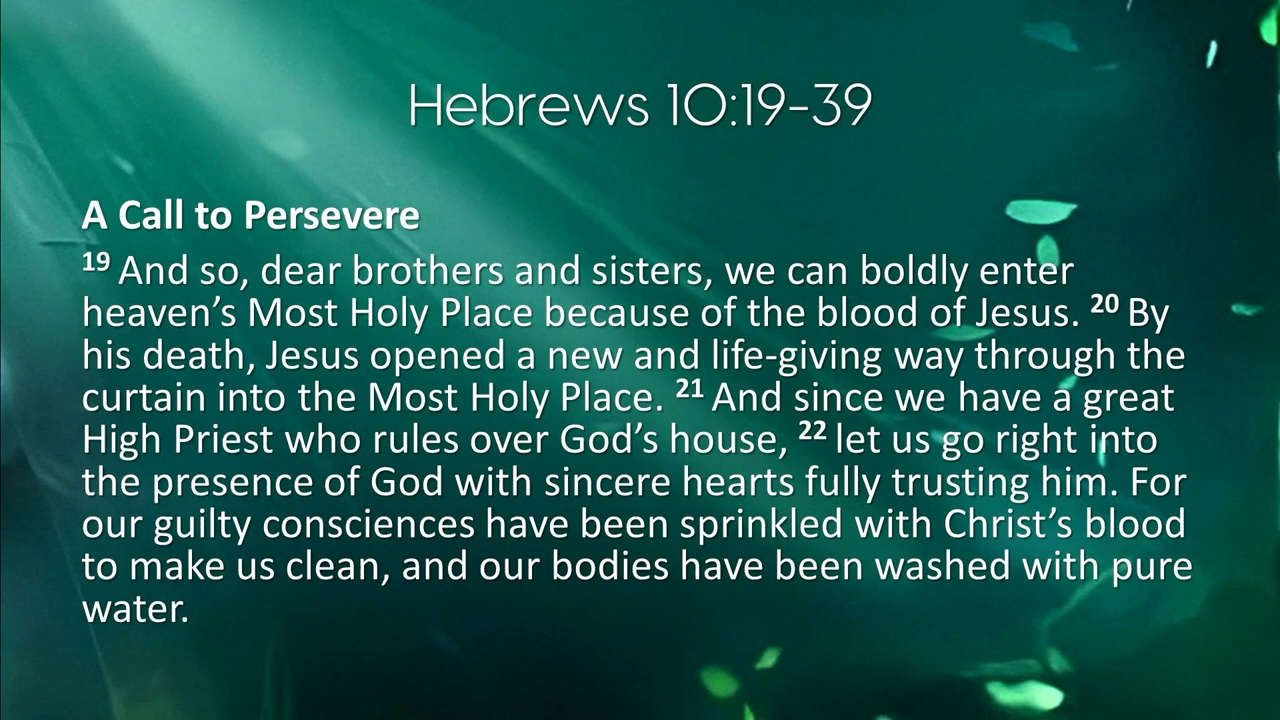 Hebrews 10:19-39
A Call to Persevere
19 And so, dear brothers and sisters, we can boldly enter
heaven’s Most Holy Place because of the blood of Jesus. 20 By
his death, Jesus opened a new and life-giving way through the
curtain into the Most Holy Place. 21 And since we have a great
High Priest who rules over God’s house, 22 let us go right into
the presence of God with sincere hearts fully trusting him. For
our guilty consciences have been sprinkled with Christ’s blood
to make us clean, and our bodies have been washed with pure
water.